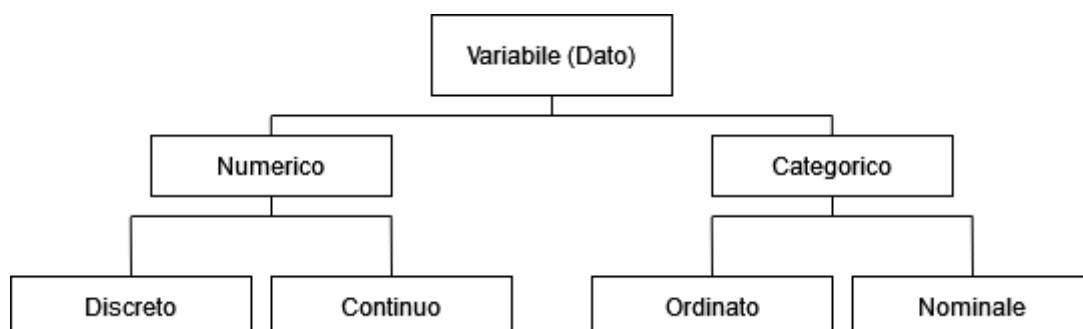 Variabile (Dato)
Numerico
Categorico
Discreto
Continuo
Ordinato
Nominale